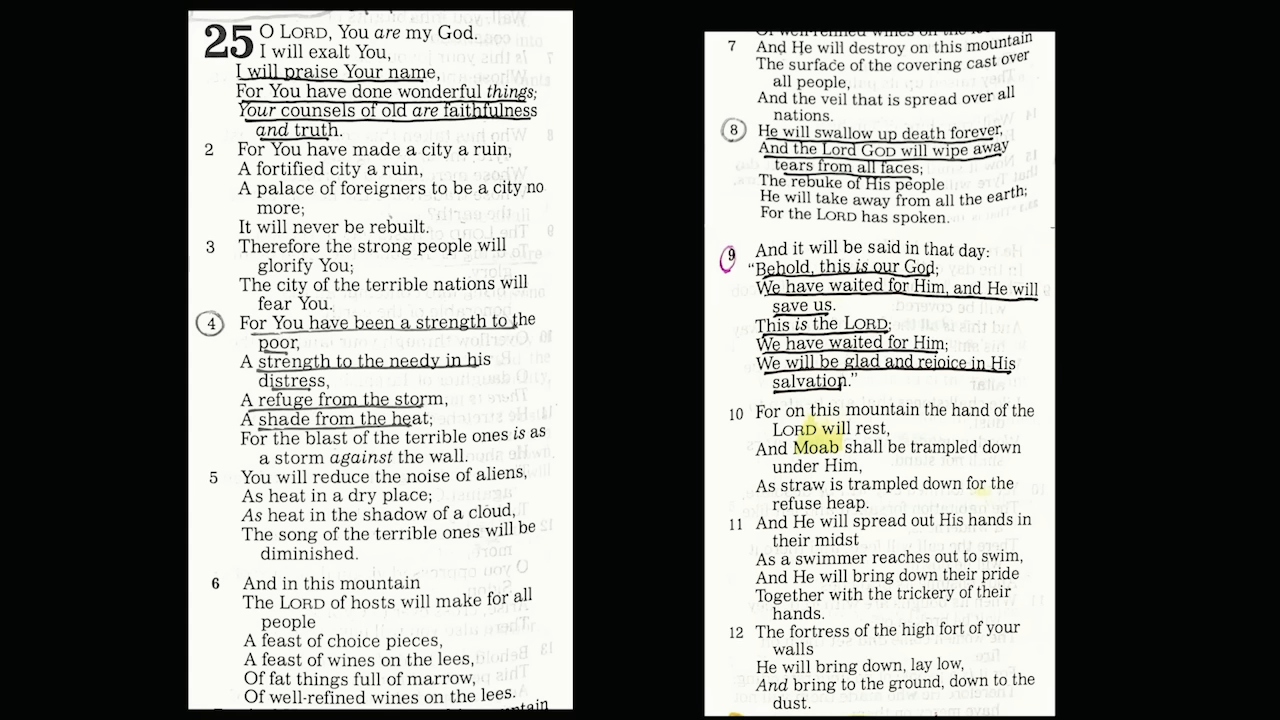 25 O LORD, You are my God.
I will exalt You,
I will praise Your name,
For You have done wonderful things;
Your counsels of old are faithfulness
and truth.
2 For You have made a city a ruin,
A fortified city a ruin,
A palace of foreigners to be a city no
more;
It will never be rebuilt.
3 Therefore the strong people will
glorify You;
The city of the terrible nations will
fear You.
4 For You have been a strength to the
poor,
A strength to the needy in his
distress,
A refuge from the storm,
A shade from the heat;
For the blast of the terrible ones is as
a storm against the wall.
5 You will reduce the noise of aliens,
As heat in a dry place;
As heat in the shadow of a cloud,
The song of the terrible ones will be
diminished.
6 And in this mountain
The LORD of hosts will make for all
people
A feast of choice pieces,
A feast of wines on the lees,
Of fat things full of marrow,
Of well-refined wines on the lees.
Of well-refined wines on the lees.
7 And He will destroy on this mountain
The surface of the covering cast over
all people,
And the veil that is spread over all
nations.
8 He will swallow up death forever,
And the Lord GOD will wipe away
tears from all faces;
The rebuke of His people
He will take away from all the earth;
For the LORD has spoken.
9 And it will be said in that day:
"Behold, this is our God;
We have waited for Him, and He will
save us.
This is the LORD;
We have waited for Him;
We will be glad and rejoice in His
salvation."
10 For on this mountain the hand of the
LORD will rest,
And Moab shall be trampled down
under Him,
As straw is trampled down for the
refuse heap.
11 And He will spread out His hands in
their midst
As a swimmer reaches out to swim,
And He will bring down their pride
Together with the trickery of their
hands.
12 The fortress of the high fort of your
walls
He will bring down, lay low,
And bring to the ground, down to the
dust.